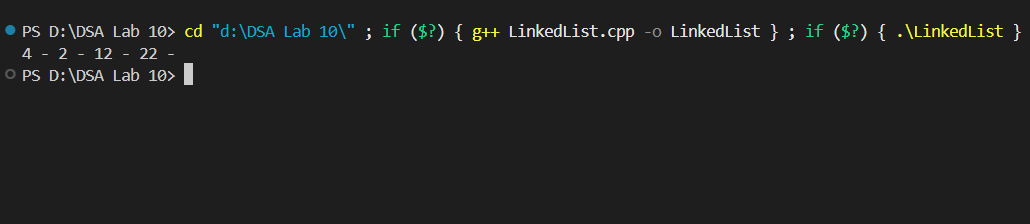 PS D:\DSA Lab 10> cd "d:\DSA Lab 10\" ; if ($?) { g++ LinkedList.cpp -o LinkedList } ; if ($?) { .\LinkedList }
4 - 2 - 12 - 22 -
PS D:\DSA Lab 10>